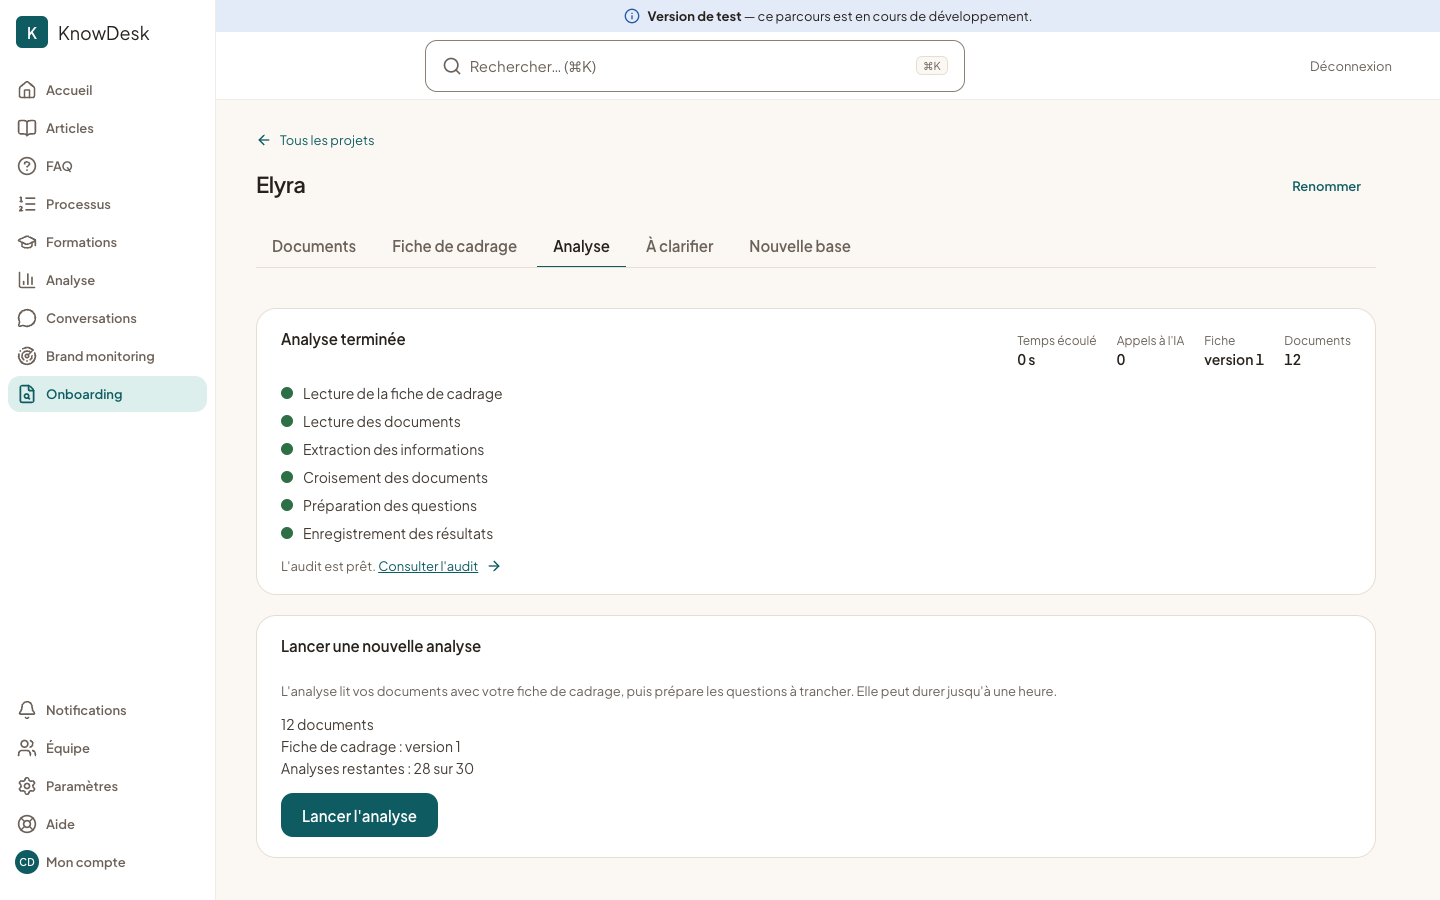 K KnowDesk
Accueil
Articles
FAQ
Processus
Formations
Analyse
Conversations
Brand monitoring
Onboarding
Notifications
Équipe
Paramètres
Aide
CD Mon compte
Version de test — ce parcours est en cours de développement.
Rechercher... (⌘K) ⌘K
Déconnexion
← Tous les projets
Elyra
Renommer
Documents Fiche de cadrage Analyse À clarifier Nouvelle base
Analyse terminée
Temps écoulé Appels à l'IA Fiche Documents
0 s 0 version 1 12
Lecture de la fiche de cadrage
Lecture des documents
Extraction des informations
Croisement des documents
Préparation des questions
Enregistrement des résultats
L'audit est prêt. Consulter l'audit →
Lancer une nouvelle analyse
L'analyse lit vos documents avec votre fiche de cadrage, puis prépare les questions à trancher. Elle peut durer jusqu'à une heure.
12 documents
Fiche de cadrage : version 1
Analyses restantes : 28 sur 30
Lancer l'analyse